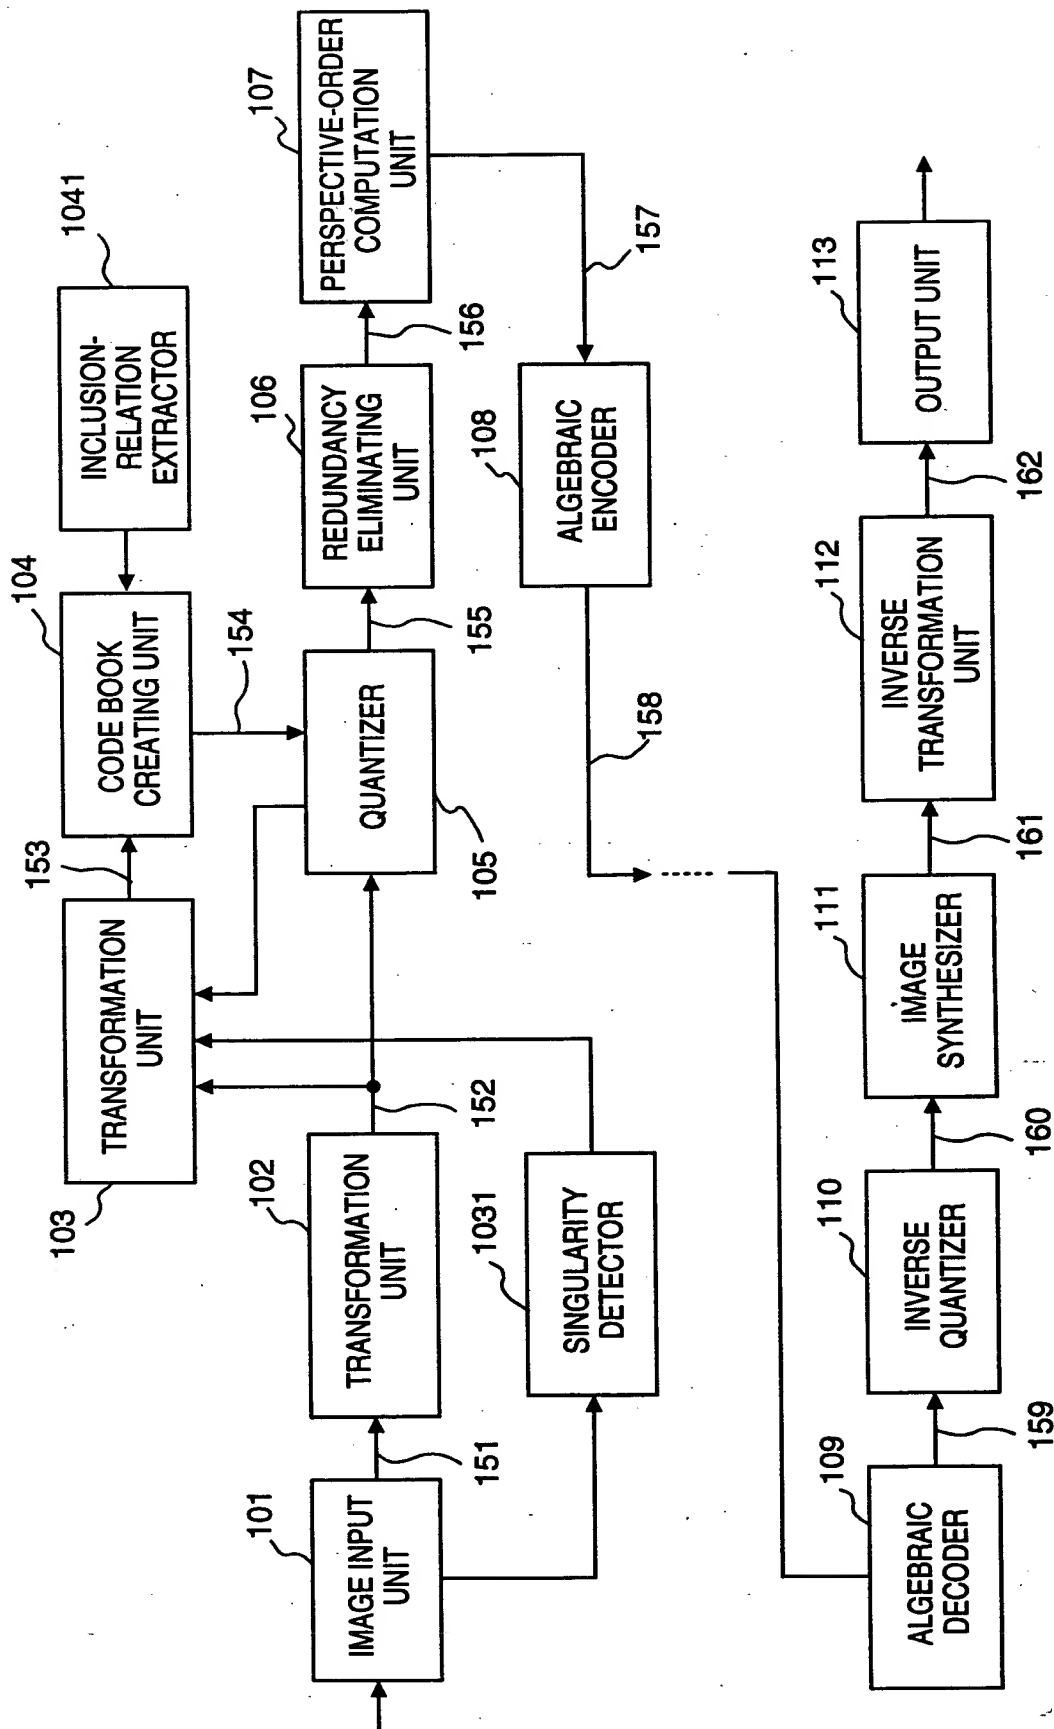 1041
INCLUSION-
RELATION
EXTRACTOR
104
CODE BOOK
CREATING UNIT
153
TRANSFORMATION
UNIT
103
154
107
PERSPECTIVE-ORDER
COMPUTATION
UNIT
156
106
REDUNDANCY
ELIMINATING
UNIT
155
QUANTIZER
105
152
102
TRANSFORMATION
UNIT
151
101
IMAGE INPUT
UNIT
1031
SINGULARITY
DETECTOR
157
108
ALGEBRAIC
ENCODER
158
109
ALGEBRAIC
DECODER
159
110
INVERSE
QUANTIZER
160
111
IMAGE
SYNTHESIZER
161
112
INVERSE
TRANSFORMATION
UNIT
162
113
OUTPUT UNIT